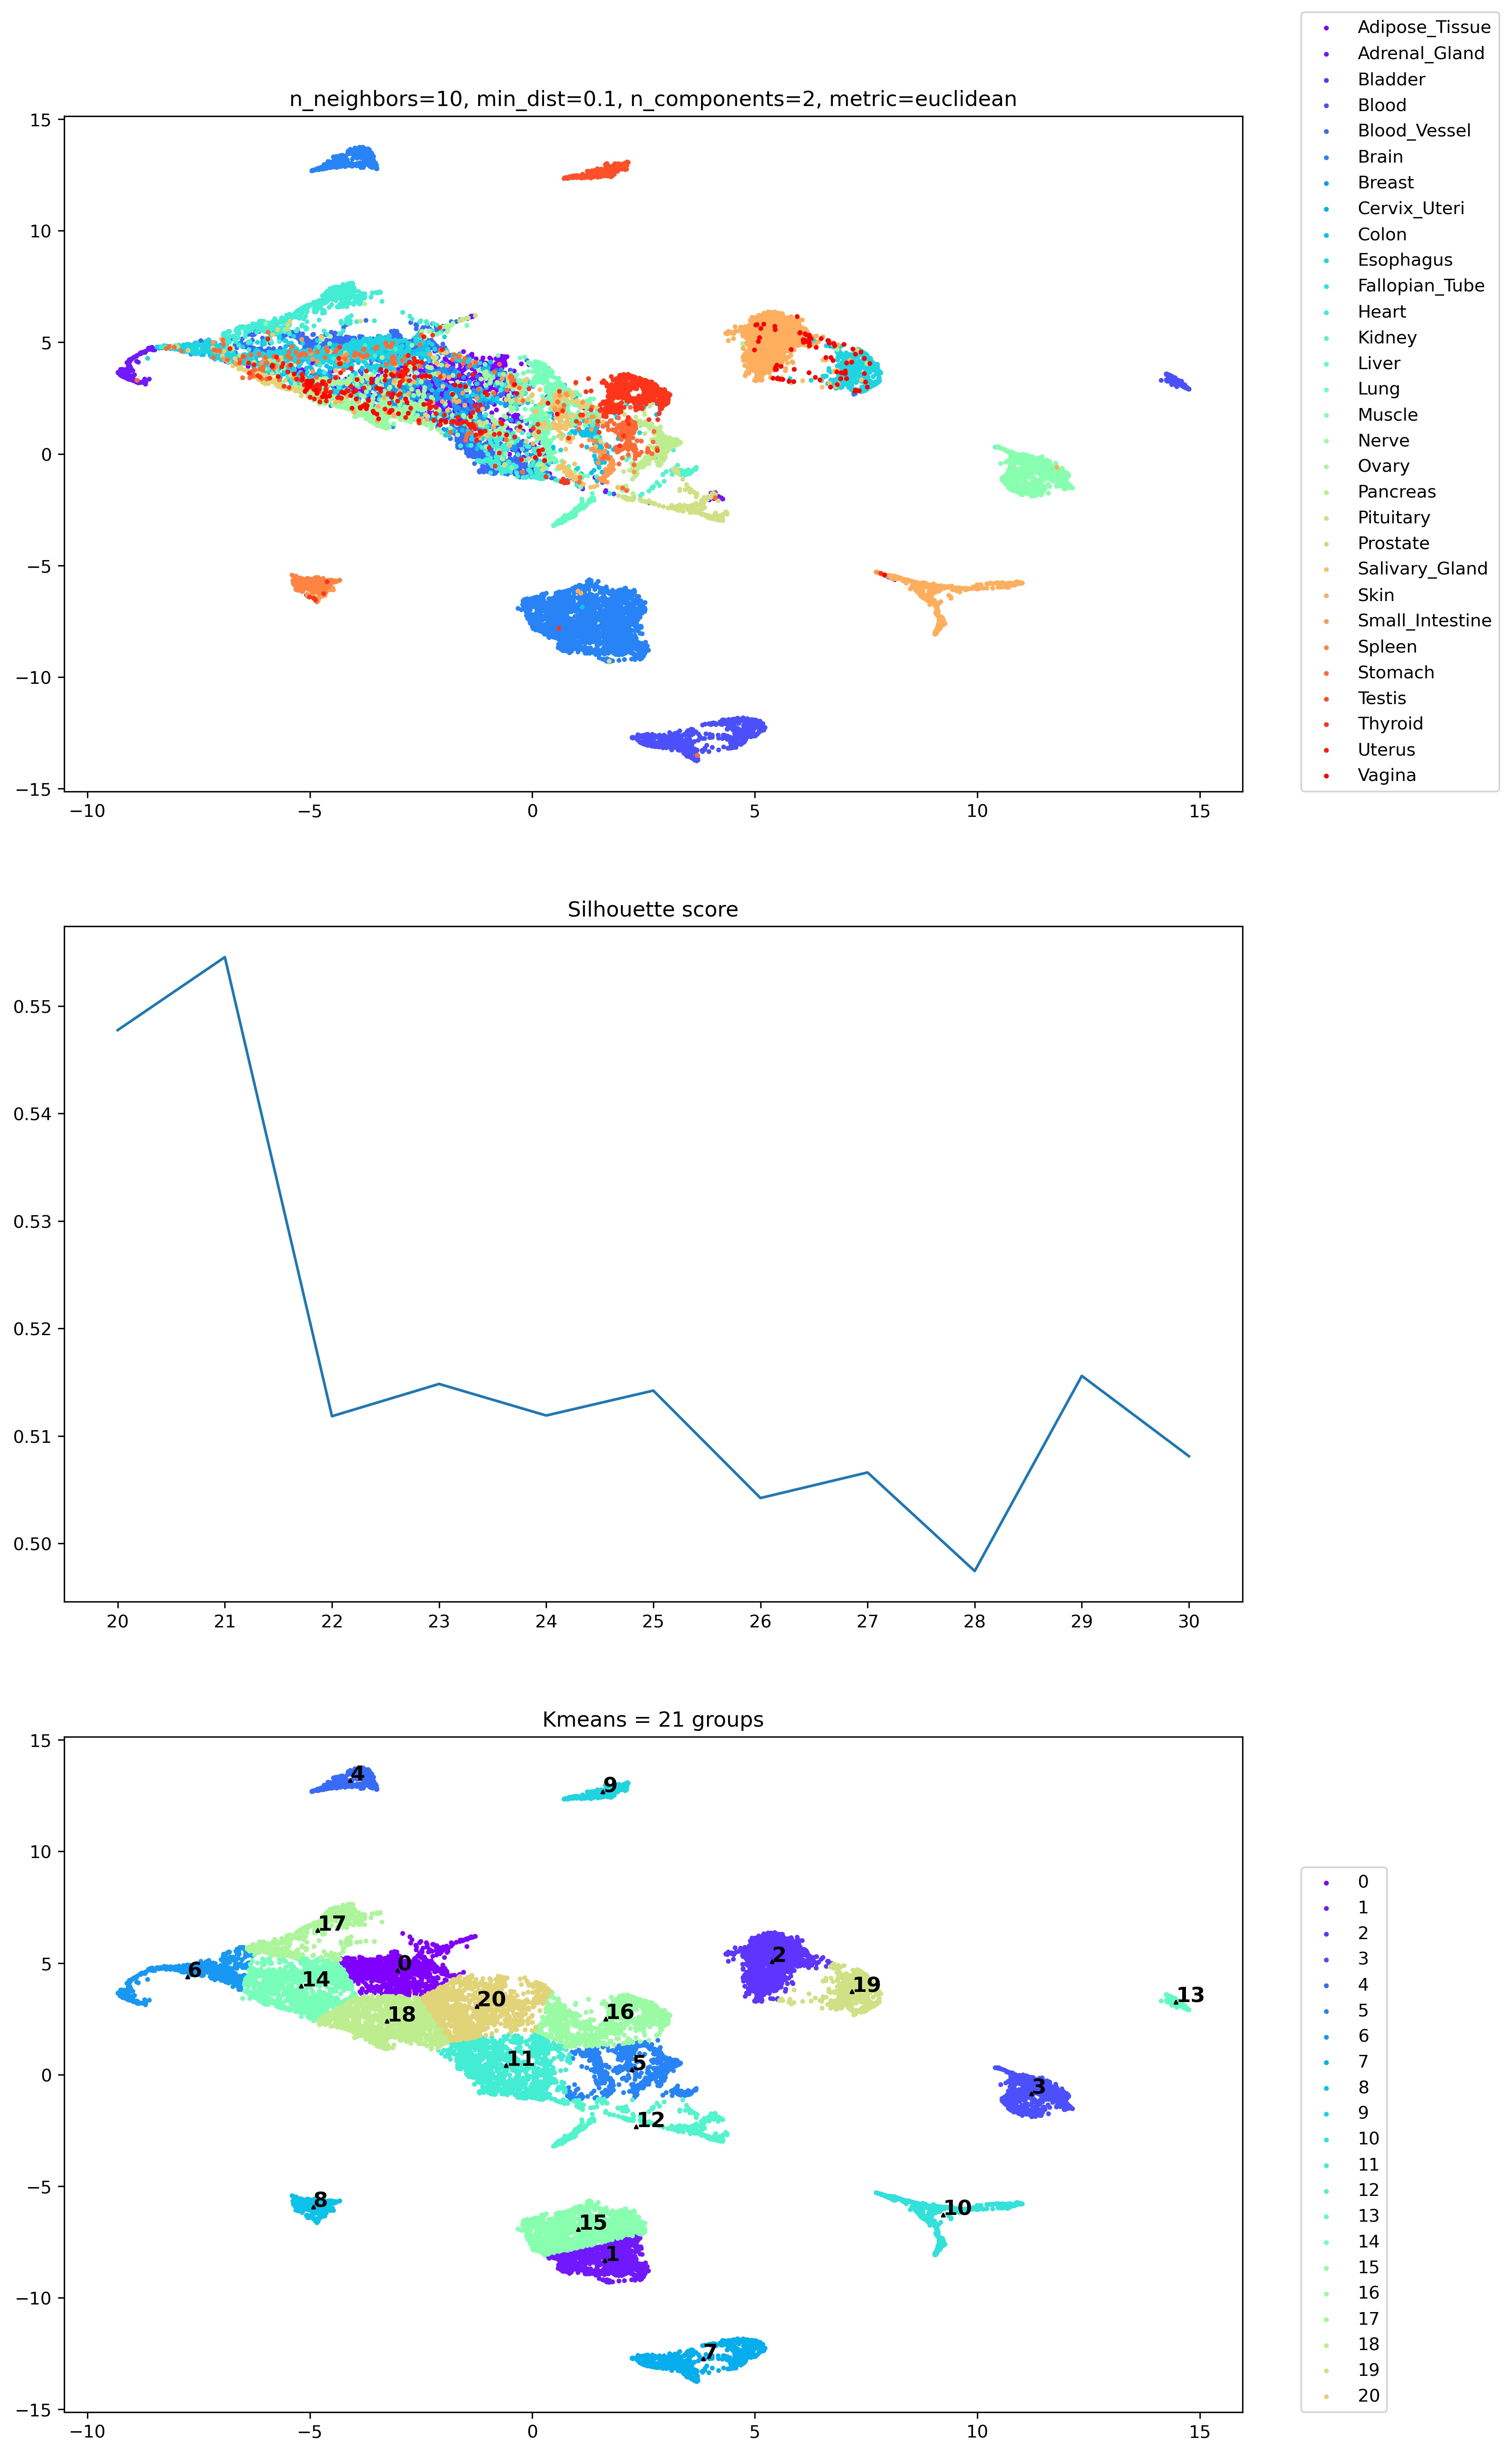 n_neighbors=10, min_dist=0.1, n_components=2, metric=euclidean
15
10
5
0
−5
−10
−15
−10
−5
0
5
10
15
Adipose_Tissue
Adrenal_Gland
Bladder
Blood
Blood_Vessel
Brain
Breast
Cervix_Uteri
Colon
Esophagus
Fallopian_Tube
Heart
Kidney
Liver
Lung
Muscle
Nerve
Ovary
Pancreas
Pituitary
Prostate
Salivary_Gland
Skin
Small_Intestine
Spleen
Stomach
Testis
Thyroid
Uterus
Vagina
Silhouette score
0.55
0.54
0.53
0.52
0.51
0.50
20
21
22
23
24
25
26
27
28
29
30
Kmeans = 21 groups
15
10
5
0
−5
−10
−15
−10
−5
0
5
10
15
4
9
17
6
0
14
2
19
20
13
18
16
11
5
3
12
8
10
15
1
7
0
1
2
3
4
5
6
7
8
9
10
11
12
13
14
15
16
17
18
19
20